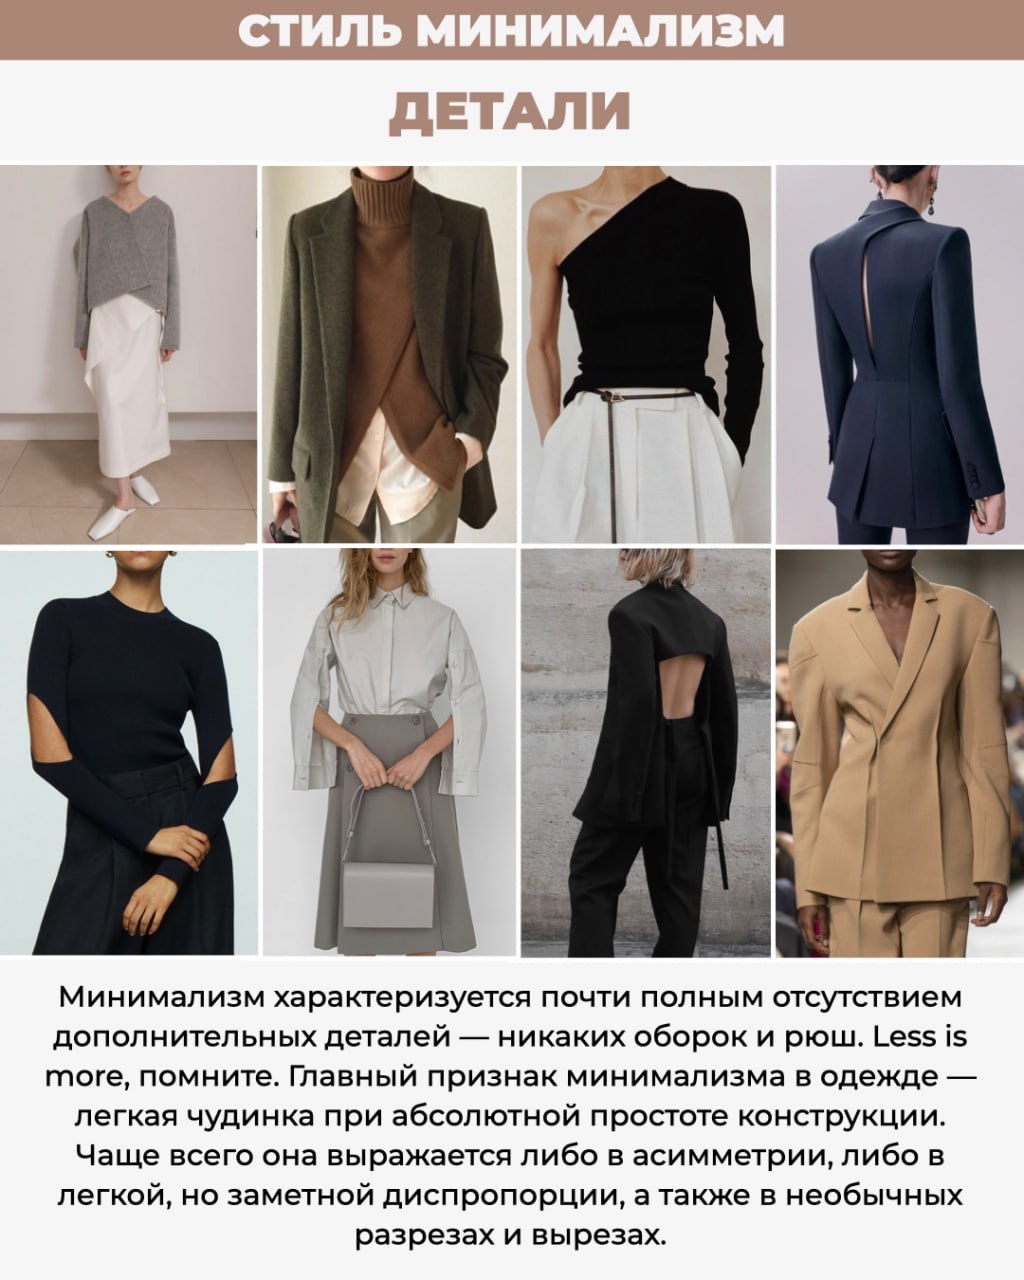 СТИЛЬ МИНИМАЛИЗМ
ДЕТАЛИ
Минимализм характеризуется почти полным отсутствием
дополнительных деталей — никаких оборок и рюш. Less is
more, помните. Главный признак минимализма в одежде —
легкая чудинка при абсолютной простоте конструкции.
Чаще всего она выражается либо в асимметрии, либо в
легкой, но заметной диспропорции, а также в необычных
разрезах и вырезах.